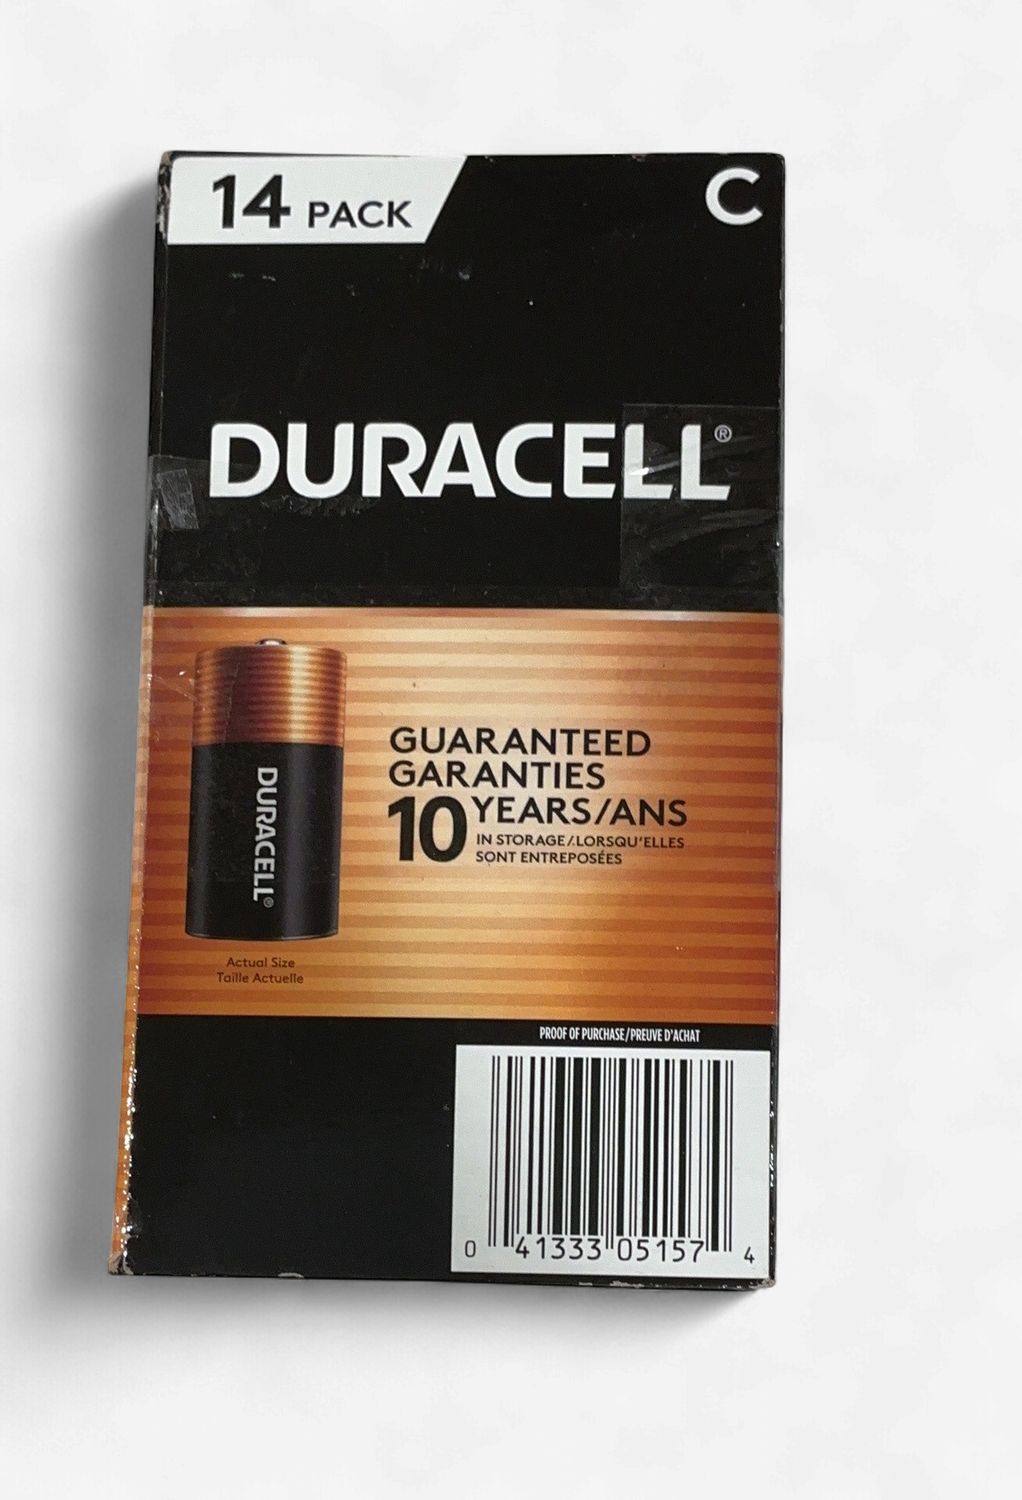 14 PACK
C
DURACELL®
GUARANTEED
GARANTIES
10 YEARS/ANS
IN STORAGE/LORSQU'ELLES
SONT ENTREPOSÉES
DURACELL®
Actual Size
Taille Actuelle
PROOF OF PURCHASE/PREUVE D'ACHAT
0 41333 05157 4